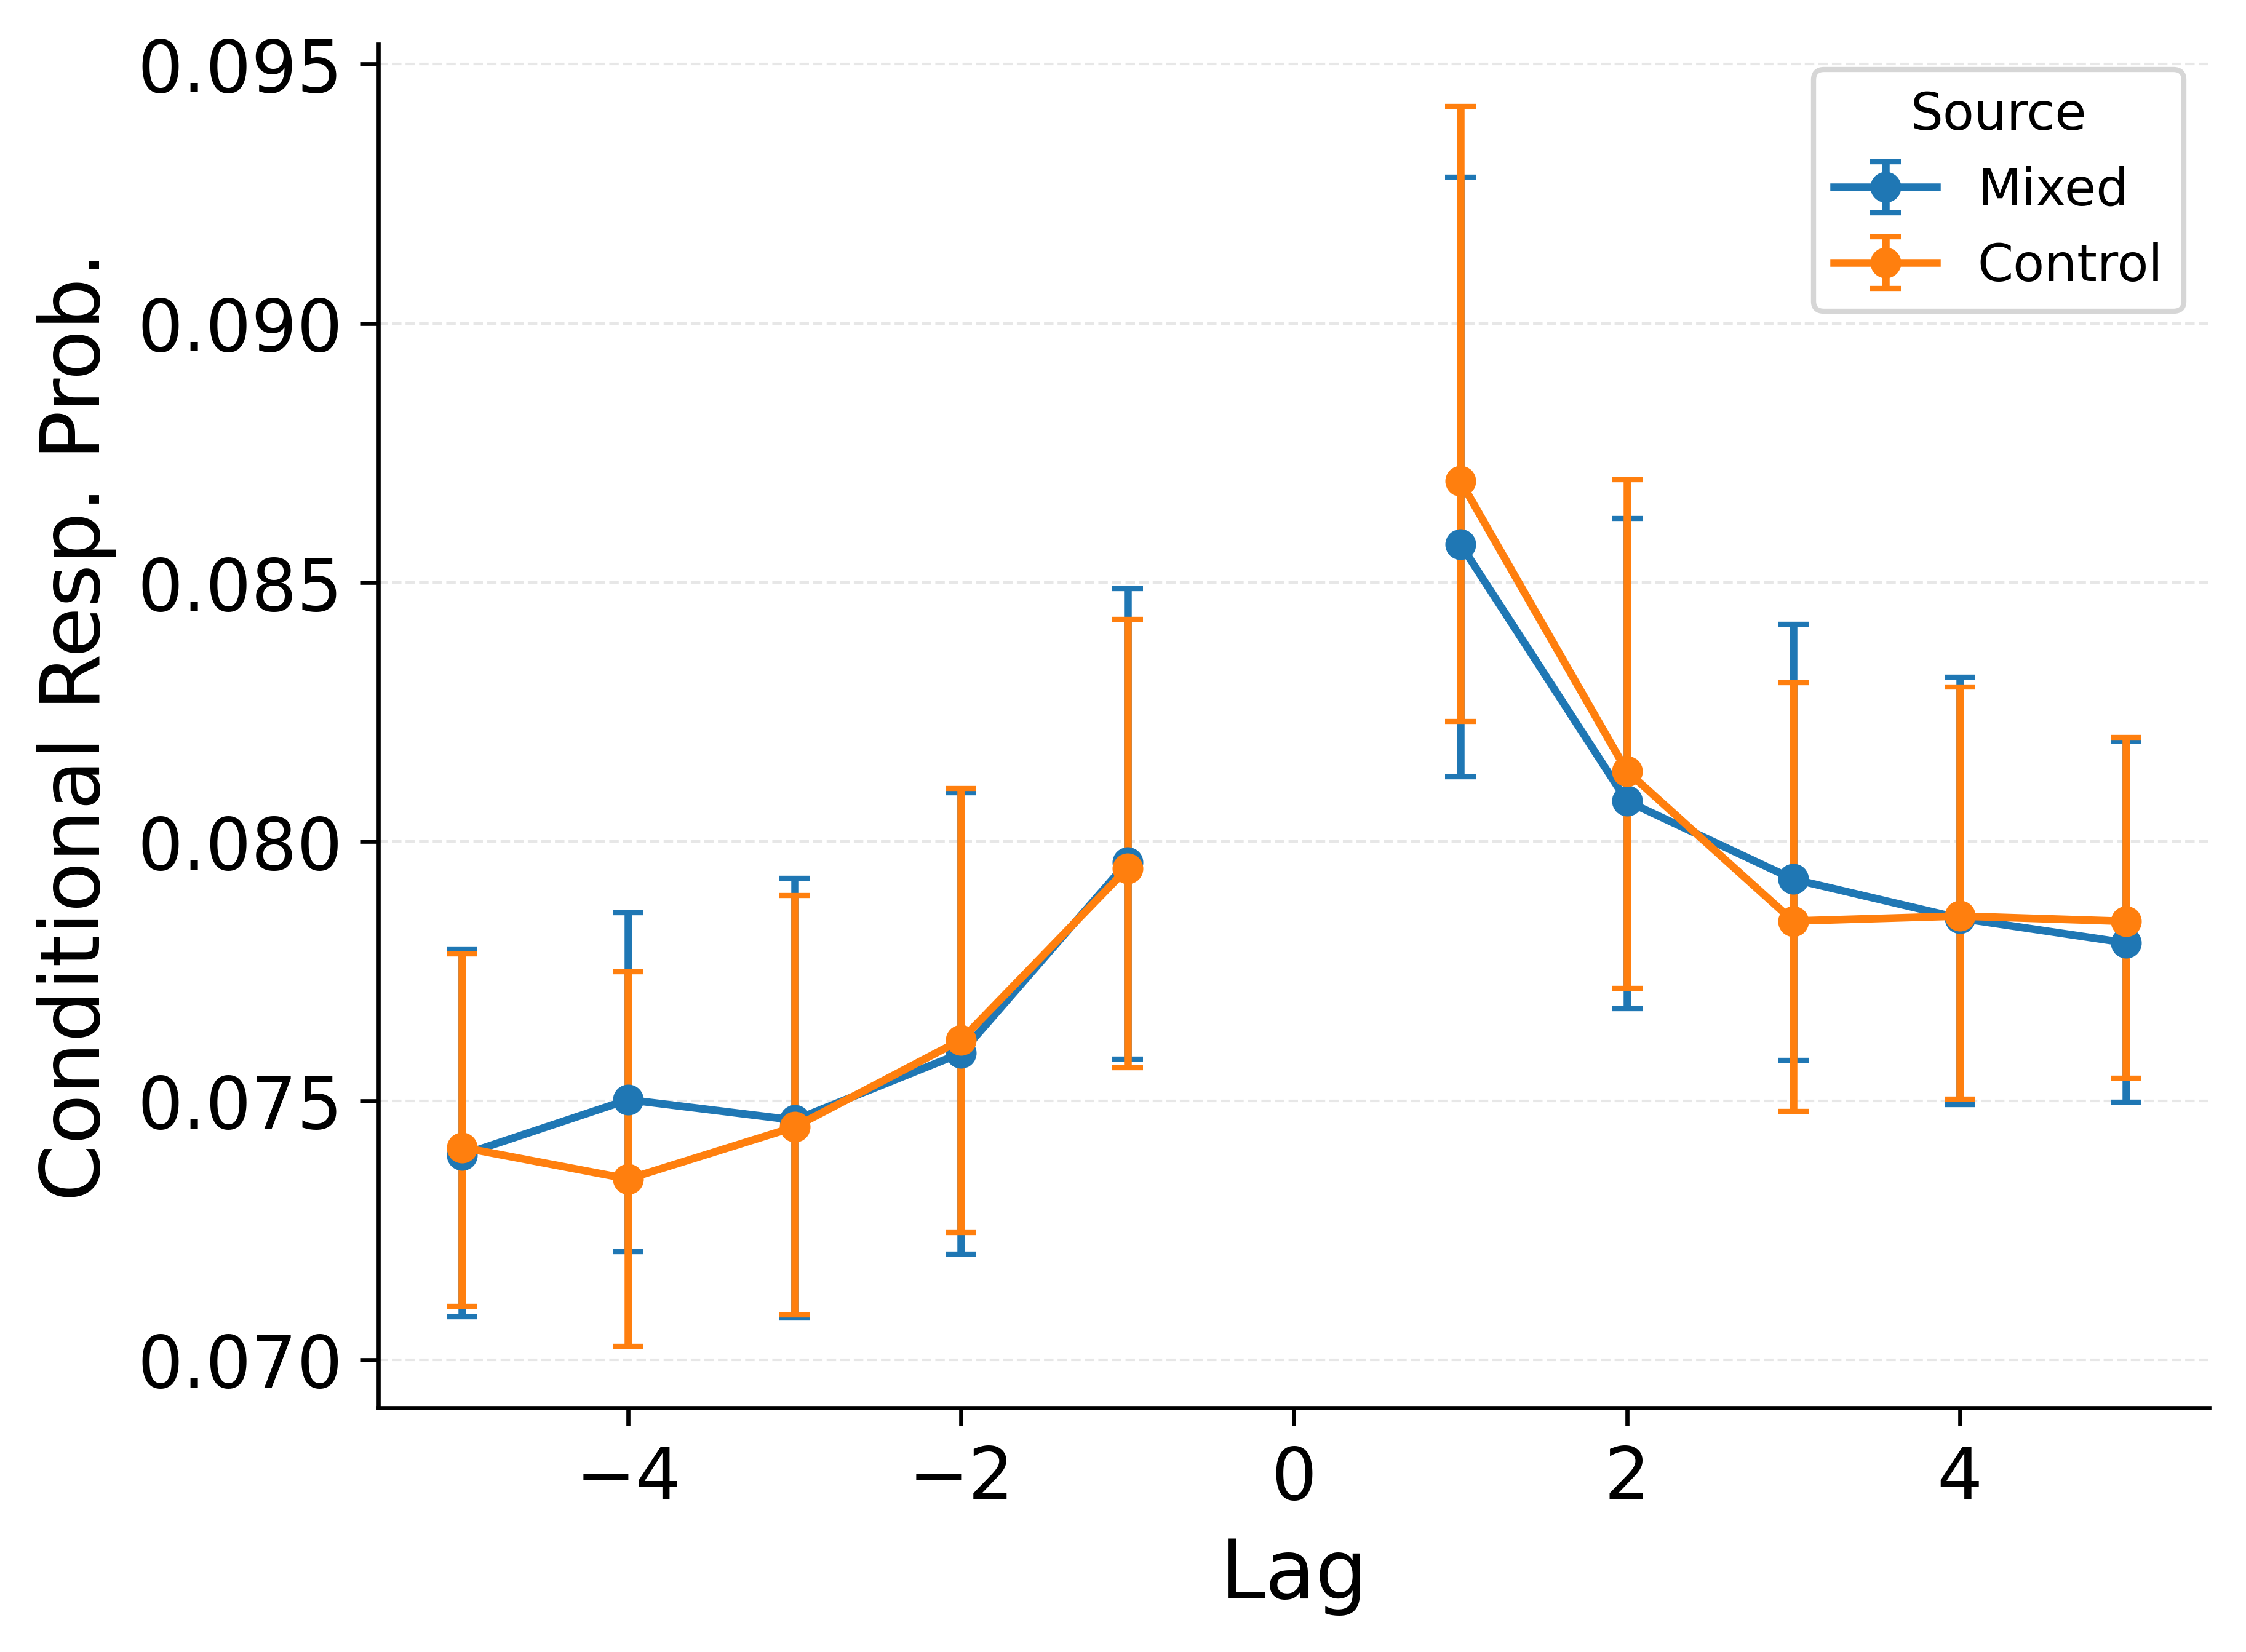 0.095
0.090
0.085
0.080
0.075
0.070
Conditional Resp. Prob.
Source
Mixed
Control
−4
−2
0
2
4
Lag